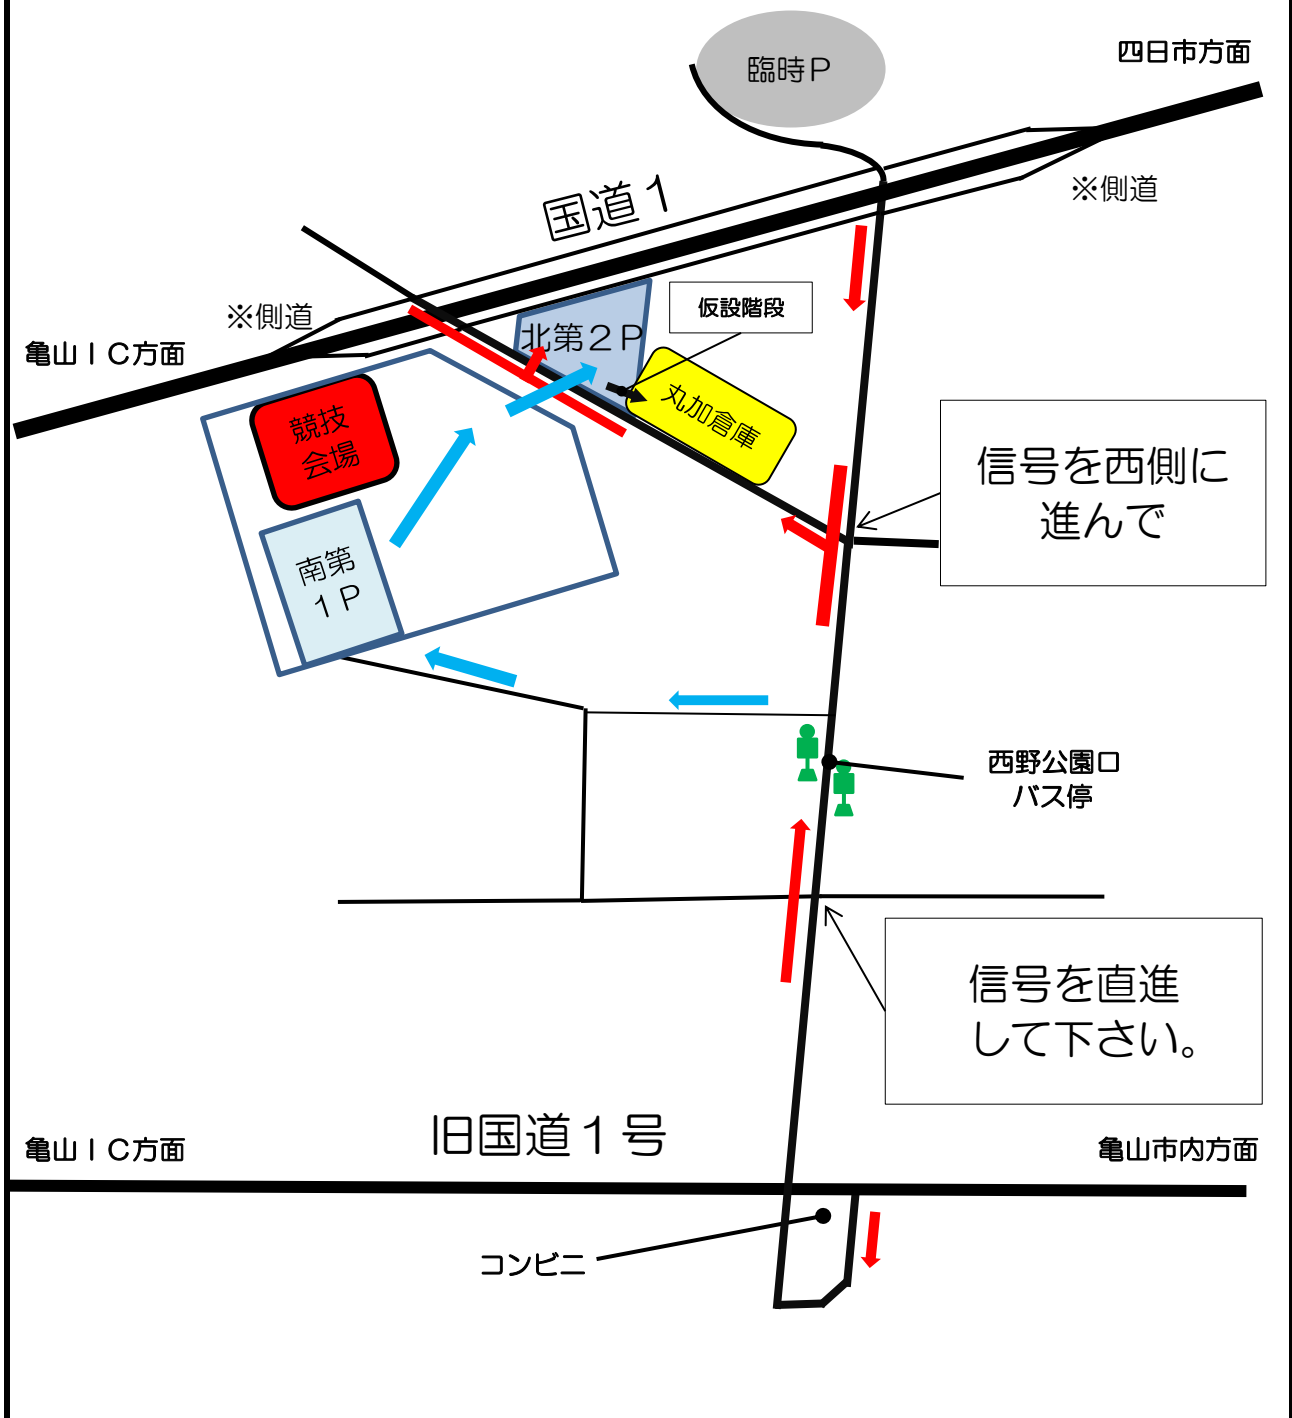 臨時P
四日市方面
国道1
※側道
※側道
仮設階段
北第2P
亀山IC方面
丸加倉庫
競技
会場
信号を西側に
進んで
南第
1P
西野公園口
バス停
信号を直進
して下さい。
旧国道1号
亀山IC方面
亀山市内方面
コンビニ